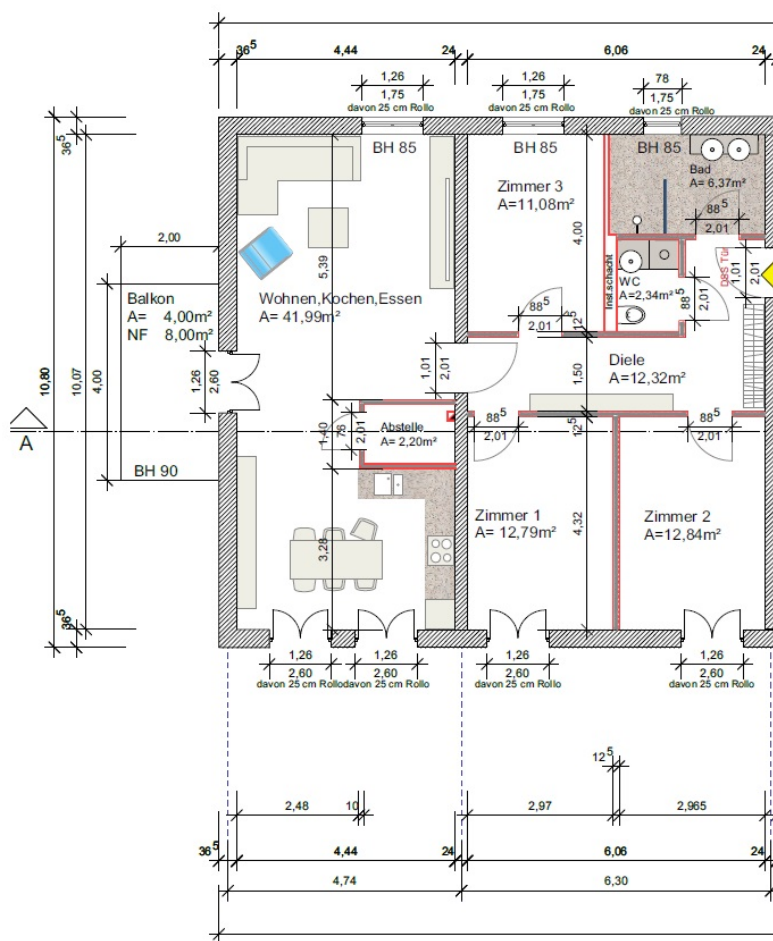 36⁵ 4,44 24 6,06 24
1,26 1,26 78
1,75 1,75 1,75
davon 25 cm Rollo davon 25 cm Rollo davon 25 cm Rollo
36⁵
BH 85 BH 85 BH 85
Bad
A= 6,37m²
Zimmer 3
A=11,08m²
88⁵
2,01
4,00
2,00
5,39
Inst.schacht
WC
A=2,34m²
88⁵
2,01
DBS Tür
1,01
2,01
Balkon
A= 4,00m²
NF 8,00m²
Wohnen,Kochen,Essen
A= 41,99m²
88⁵
2,01
12⁵
10,80
10,07
4,00
1,26
2,60
1,01
2,01
1,50
Diele
A=12,32m²
A
1,40
76
2,01
Abstelle
A= 2,20m²
88⁵
2,01
12⁵
88⁵
2,01
BH 90
Zimmer 1
A= 12,79m²
4,32
Zimmer 2
A=12,84m²
3,28
36⁵
1,26 1,26 1,26 1,26
2,60 2,60 2,60 2,60
davon 25 cm Rollo davon 25 cm Rollo davon 25 cm Rollo davon 25 cm Rollo
12⁵
2,48 10 2,97 2,965
36⁵ 4,44 24 6,06 24
4,74 6,30